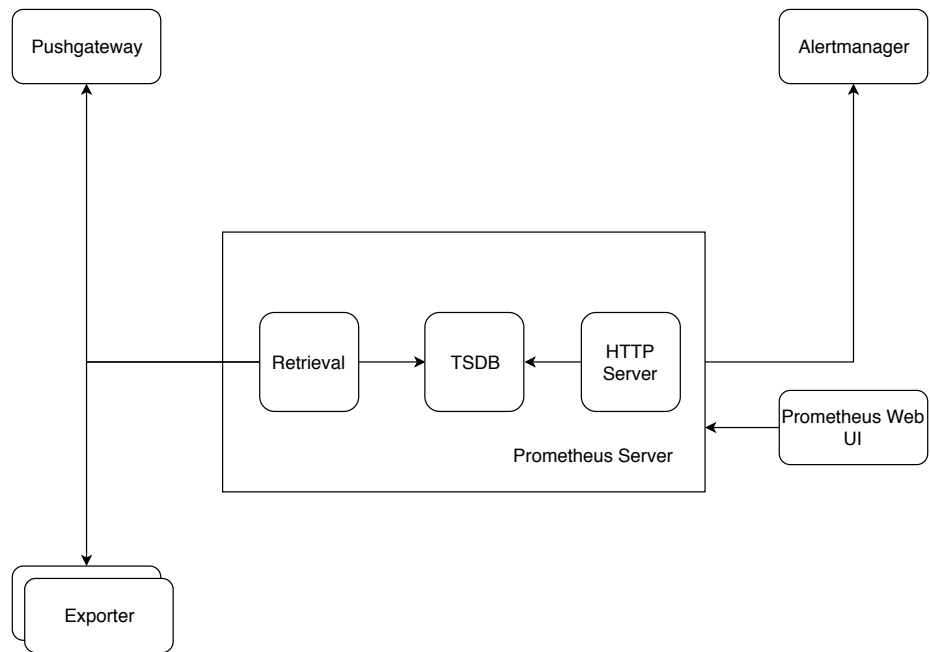 Pushgateway
Alertmanager
Retrieval
TSDB
HTTP
Server
Prometheus Web
UI
Prometheus Server
Exporter